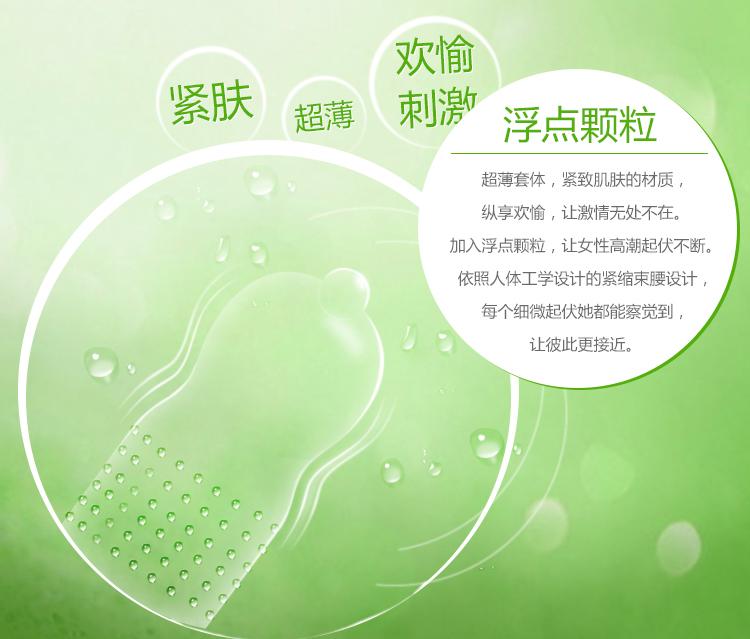 紧肤
超薄
欢愉
刺激
浮点颗粒
超薄套体，紧致肌肤的材质，
纵享欢愉，让激情无处不在。
加入浮点颗粒，让女性高潮起伏不断。
依照人体工学设计的紧缩束腰设计，
每个细微起伏她都能察觉到，
让彼此更接近。